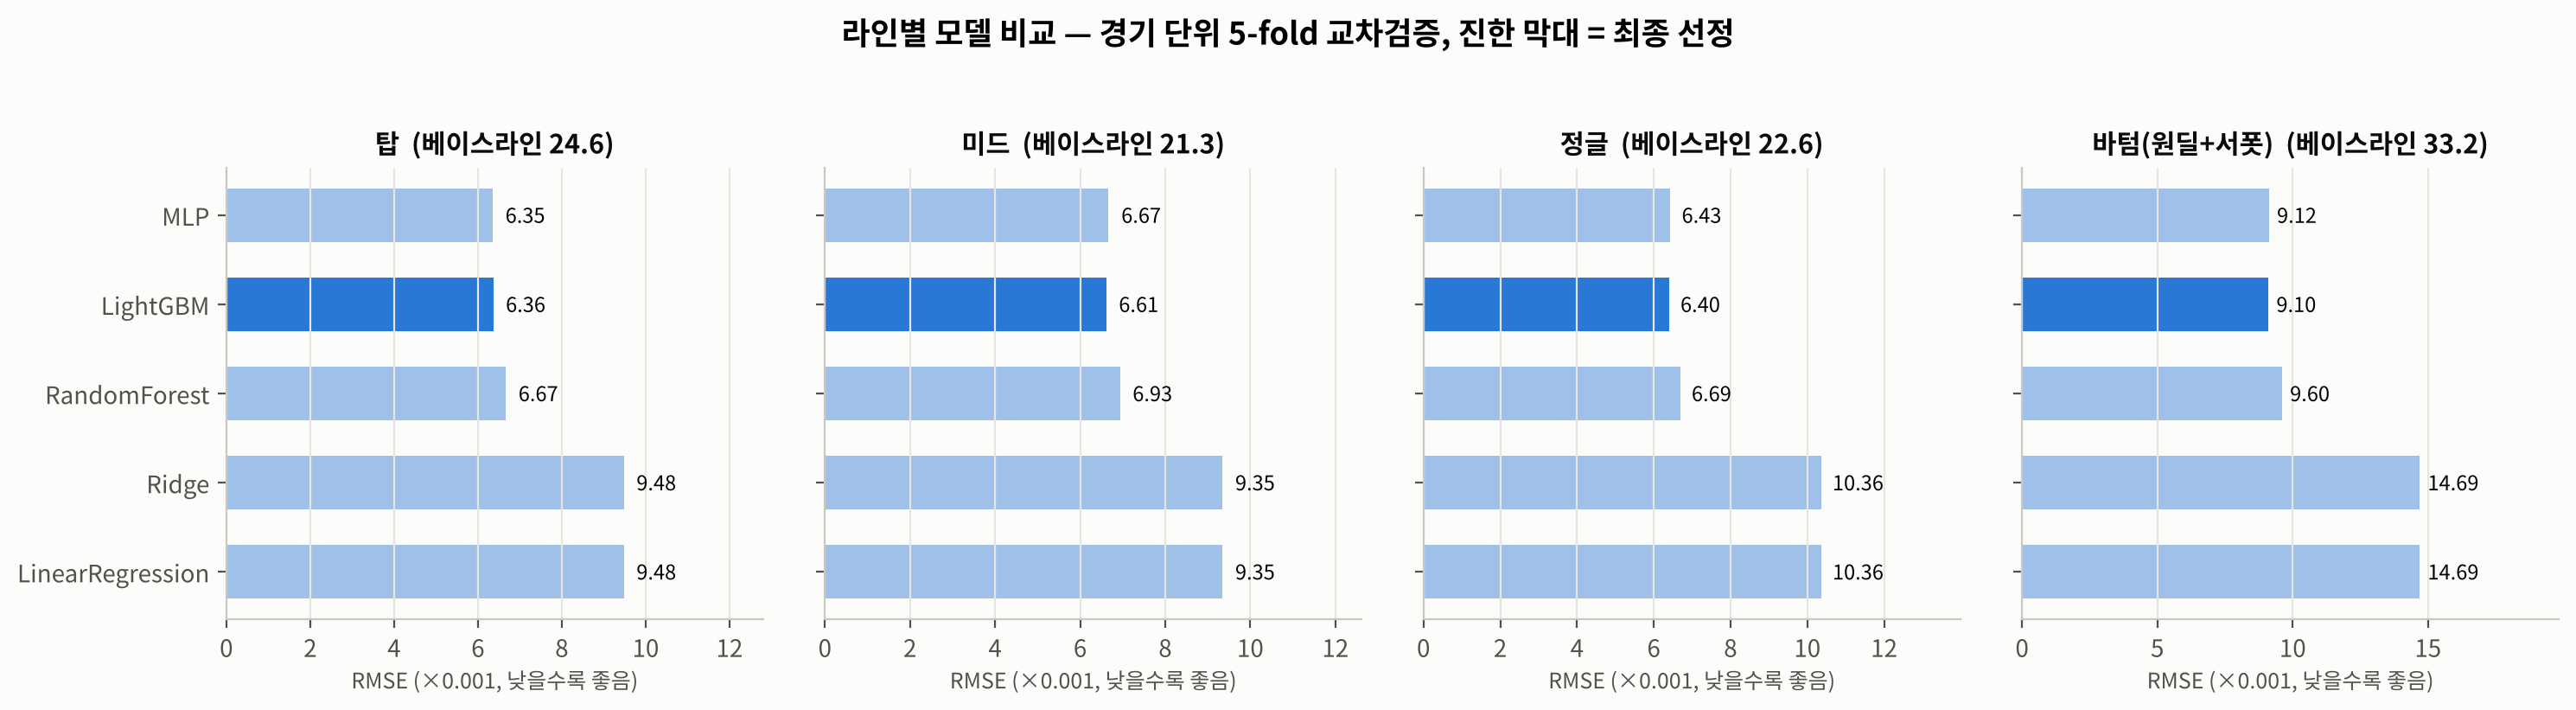 라인별 모델 비교 — 경기 단위 5-fold 교차검증, 진한 막대 = 최종 선정
탑 (베이스라인 24.6)
MLP
6.35
LightGBM
6.36
RandomForest
6.67
Ridge
9.48
LinearRegression
9.48
0 2 4 6 8 10 12
RMSE (×0.001, 낮을수록 좋음)
미드 (베이스라인 21.3)
6.67
6.61
6.93
9.35
9.35
0 2 4 6 8 10 12
RMSE (×0.001, 낮을수록 좋음)
정글 (베이스라인 22.6)
6.43
6.40
6.69
10.36
10.36
0 2 4 6 8 10 12
RMSE (×0.001, 낮을수록 좋음)
바텀(원딜+서폿) (베이스라인 33.2)
9.12
9.10
9.60
14.69
14.69
0 5 10 15
RMSE (×0.001, 낮을수록 좋음)